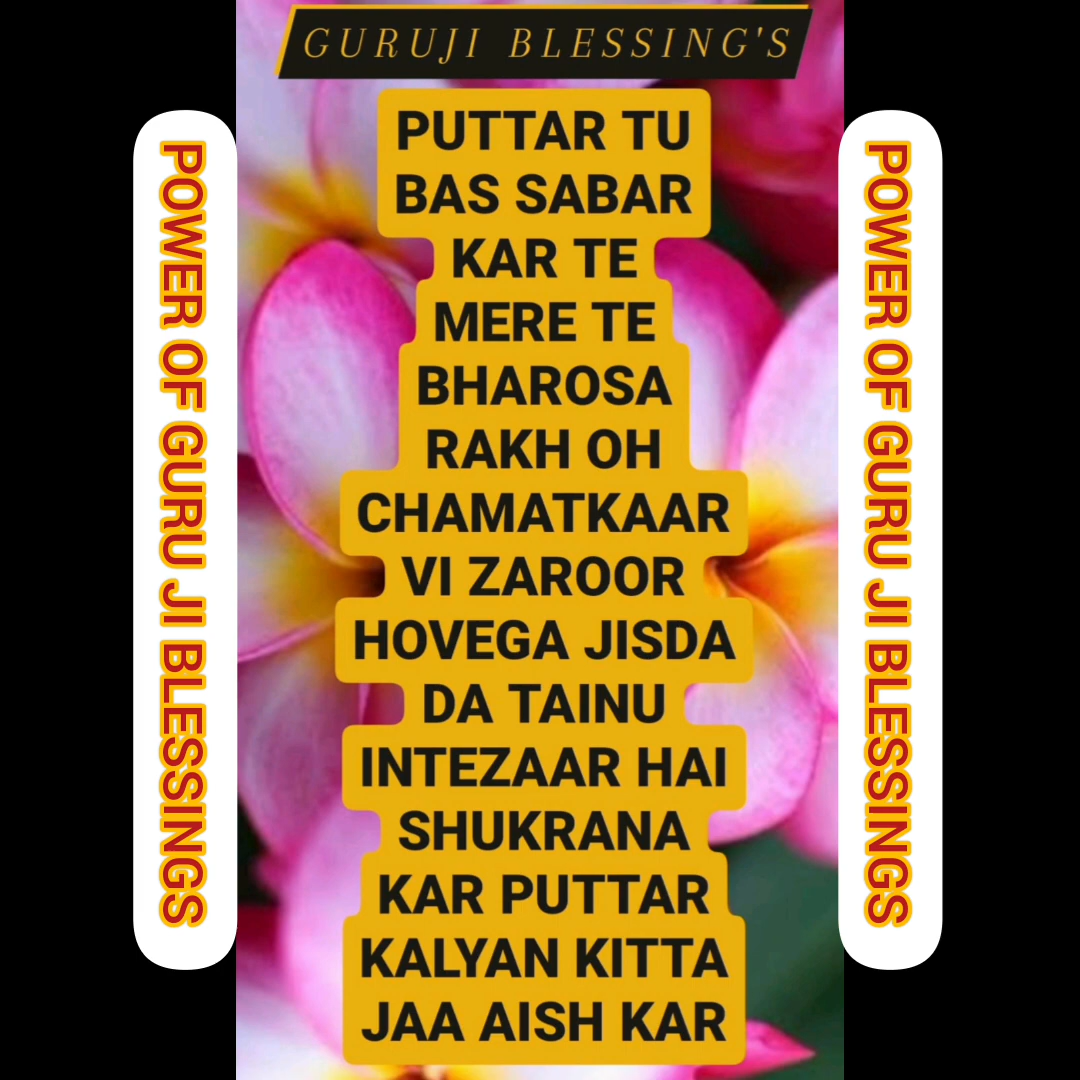 GURUJI BLESSING'S
PUTTAR TU
BAS SABAR
KAR TE
MERE TE
BHAROSA
RAKH OH
CHAMATKAAR
VI ZAROOR
HOVEGA JISDA
DA TAINU
INTEZAAR HAI
SHUKRANA
KAR PUTTAR
KALYAN KITTA
JAA AISH KAR
POWER OF GURU JI BLESSINGS
POWER OF GURU JI BLESSINGS